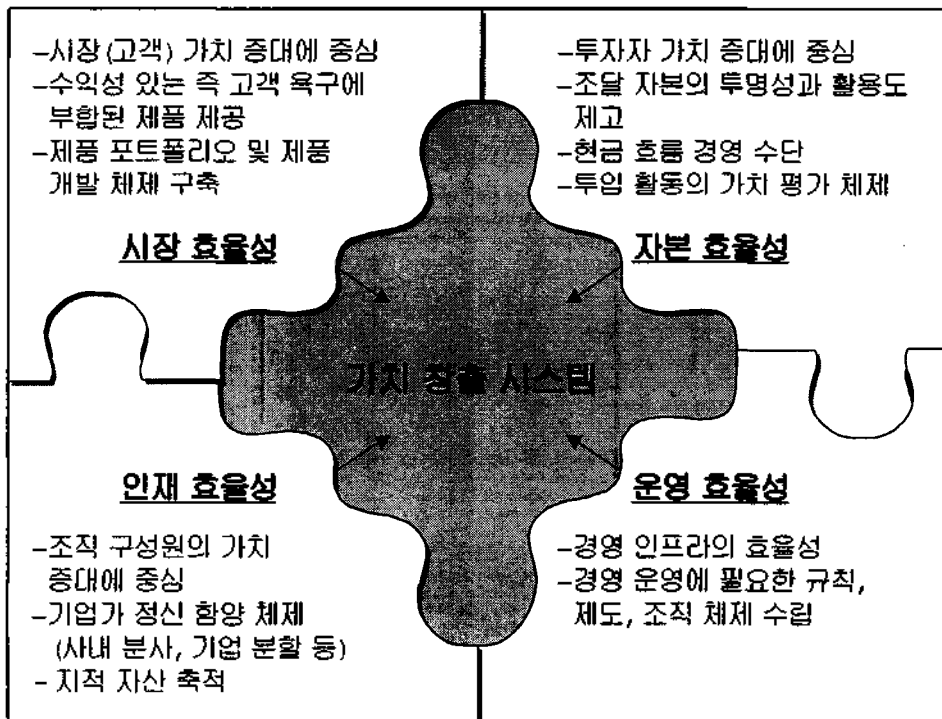 -시장(고객) 가치 증대에 중심
-수익성 있는 즉 고객 욕구에
부합된 제품 제공
-제품 포트폴리오 및 제품
개발 체제 구축
시장 효율성
-투자자 가치 증대에 중심
-조달 자본의 투명성과 활용도
제고
-현금 흐름 경영 수단
-투입 활동의 가치 평가 체제
자본 효율성
가치 창출 시스템
인재 효율성
-조직 구성원의 가치
증대에 중심
-기업가 정신 함양 체제
(사내 분사, 기업 분할 등)
- 지적 자산 축적
운영 효율성
-경영 인프라의 효율성
-경영 운영에 필요한 규칙,
제도, 조직 체제 수립